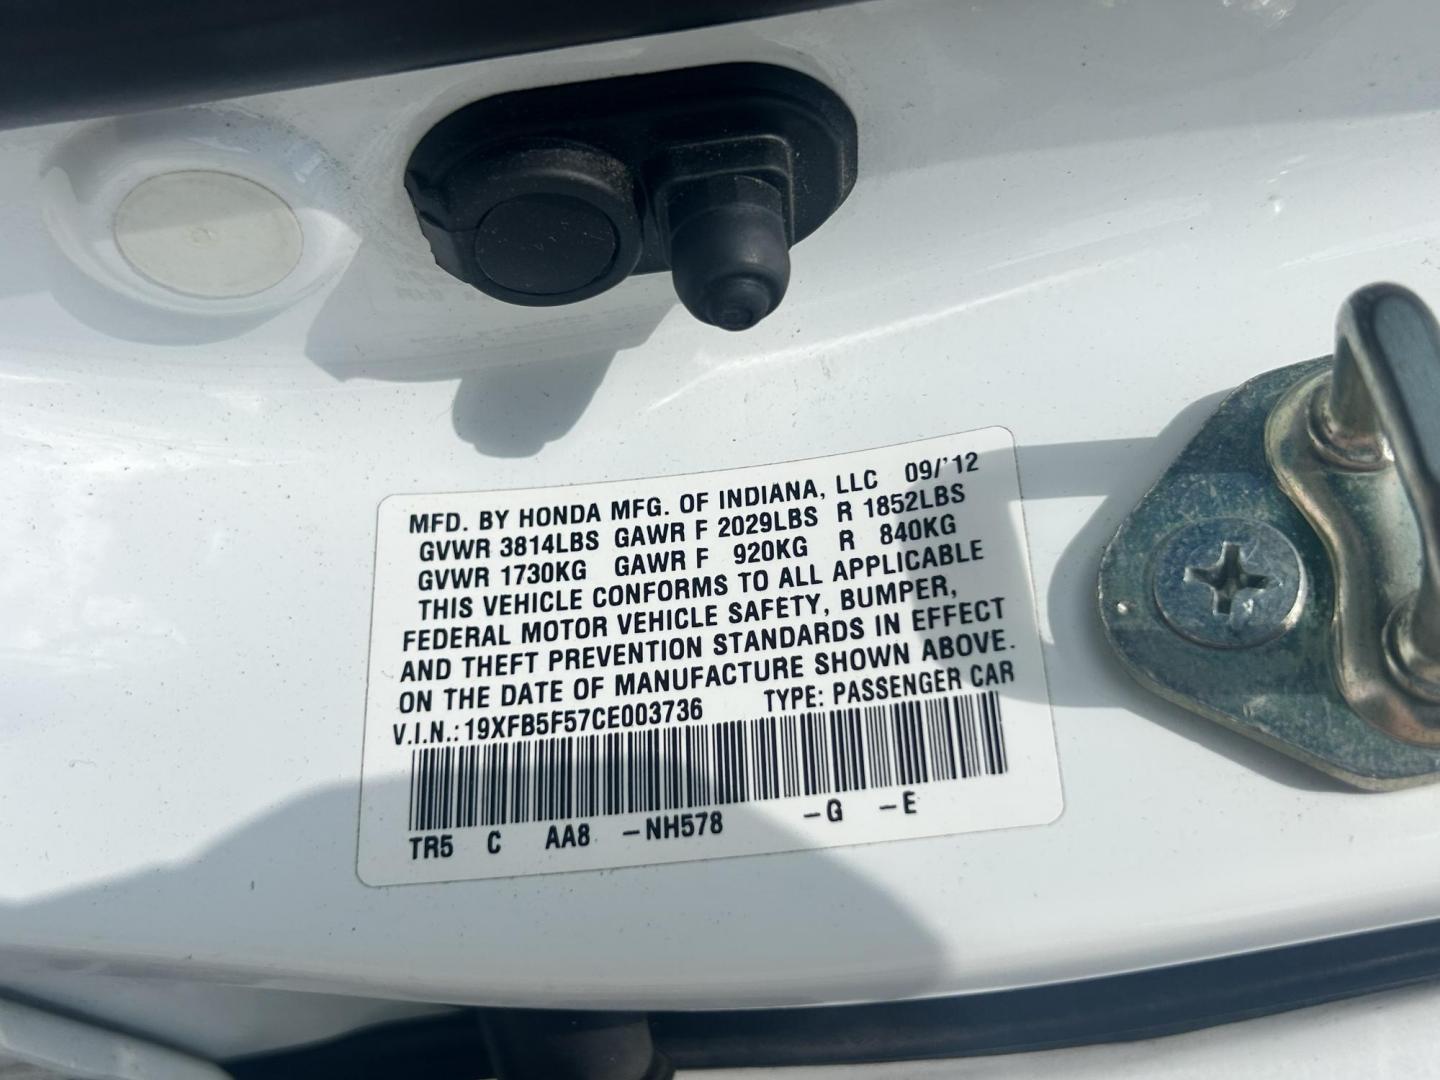 MFD. BY HONDA MFG. OF INDIANA, LLC 09/'12
GVWR 3814LBS GAWR F 2029LBS R 1852LBS
GVWR 1730KG GAWR F 920KG R 840KG
THIS VEHICLE CONFORMS TO ALL APPLICABLE
FEDERAL MOTOR VEHICLE SAFETY, BUMPER,
AND THEFT PREVENTION STANDARDS IN EFFECT
ON THE DATE OF MANUFACTURE SHOWN ABOVE.
V.I.N.: 19XFB5F57CE003736 TYPE: PASSENGER CAR
TR5 C AA8 –NH578 –G –E